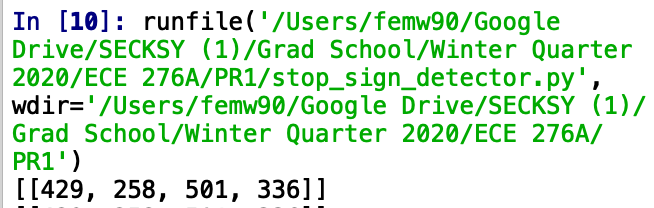 In [10]: runfile('/Users/femw90/Google
Drive/SECKSY (1)/Grad School/Winter Quarter
2020/ECE 276A/PR1/stop_sign_detector.py',
wdir='/Users/femw90/Google Drive/SECKSY (1)/
Grad School/Winter Quarter 2020/ECE 276A/
PR1')
[[429, 258, 501, 336]]